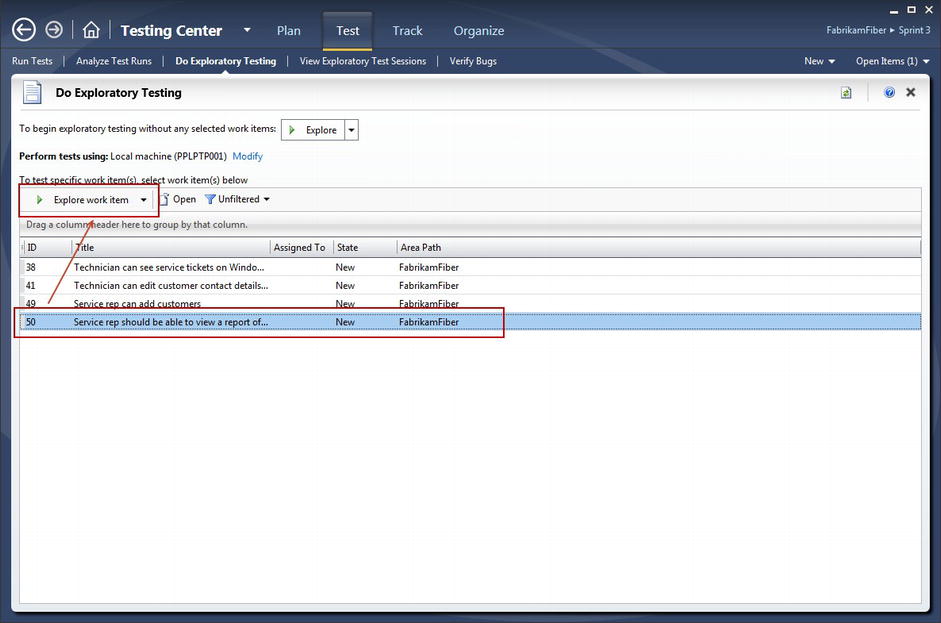 Testing Center Plan Test Track Organize FabrikamFiber ▸ Sprint 3
Run Tests Analyze Test Runs Do Exploratory Testing View Exploratory Test Sessions Verify Bugs New Open Items (1)
Do Exploratory Testing
To begin exploratory testing without any selected work items: Explore
Perform tests using: Local machine (PPLPTP001) Modify
To test specific work item(s), select work item(s) below
Explore work item Open Unfiltered
Drag a column header here to group by that column.
ID Title Assigned To State Area Path
38 Technician can see service tickets on Windo... New FabrikamFiber
41 Technician can edit customer contact details... New FabrikamFiber
49 Service rep can add customers New FabrikamFiber
50 Service rep should be able to view a report of... New FabrikamFiber